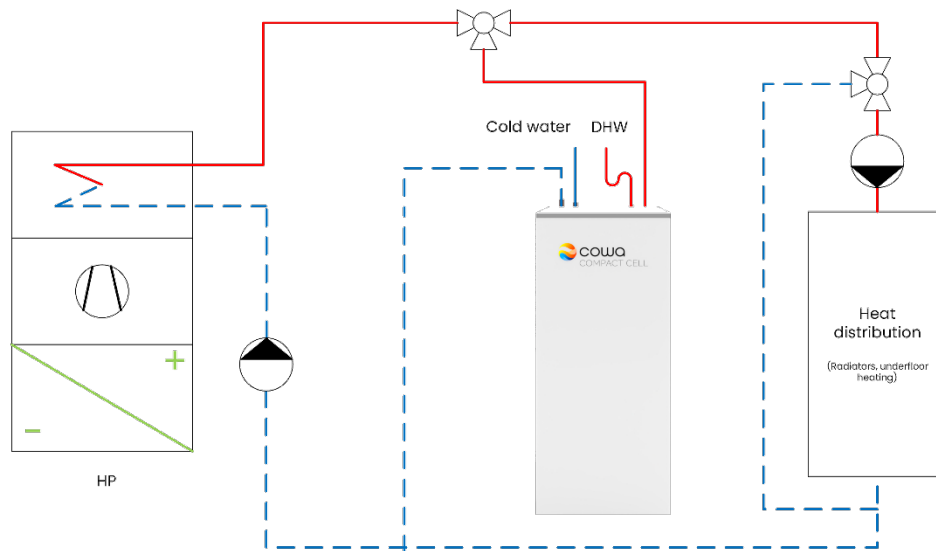 Cold water
DHW
cowa
COMPACT CELL
Heat
distribution
(Radiators, underfloor
heating)
+
-
HP